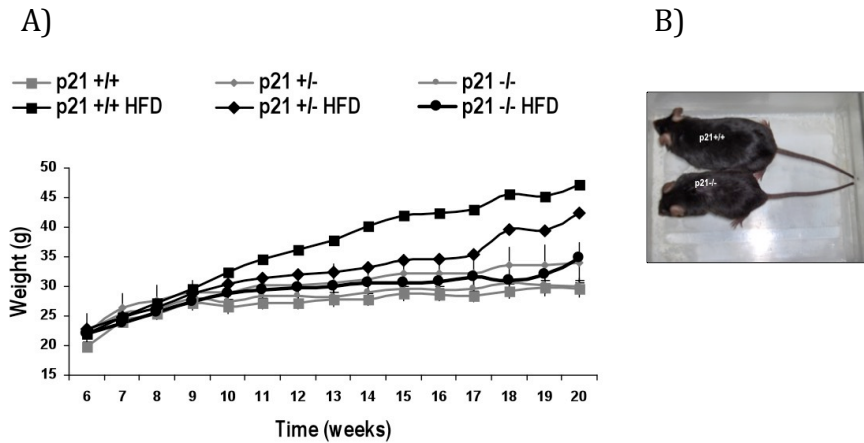 A)
B)
p21 +/+
p21 +/-
p21 -/-
p21 +/+ HFD
p21 +/- HFD
p21 -/- HFD
50
45
40
35
30
25
20
15
Weight (g)
6 7 8 9 10 11 12 13 14 15 16 17 18 19 20
Time (weeks)
p21+/+
p21-/-